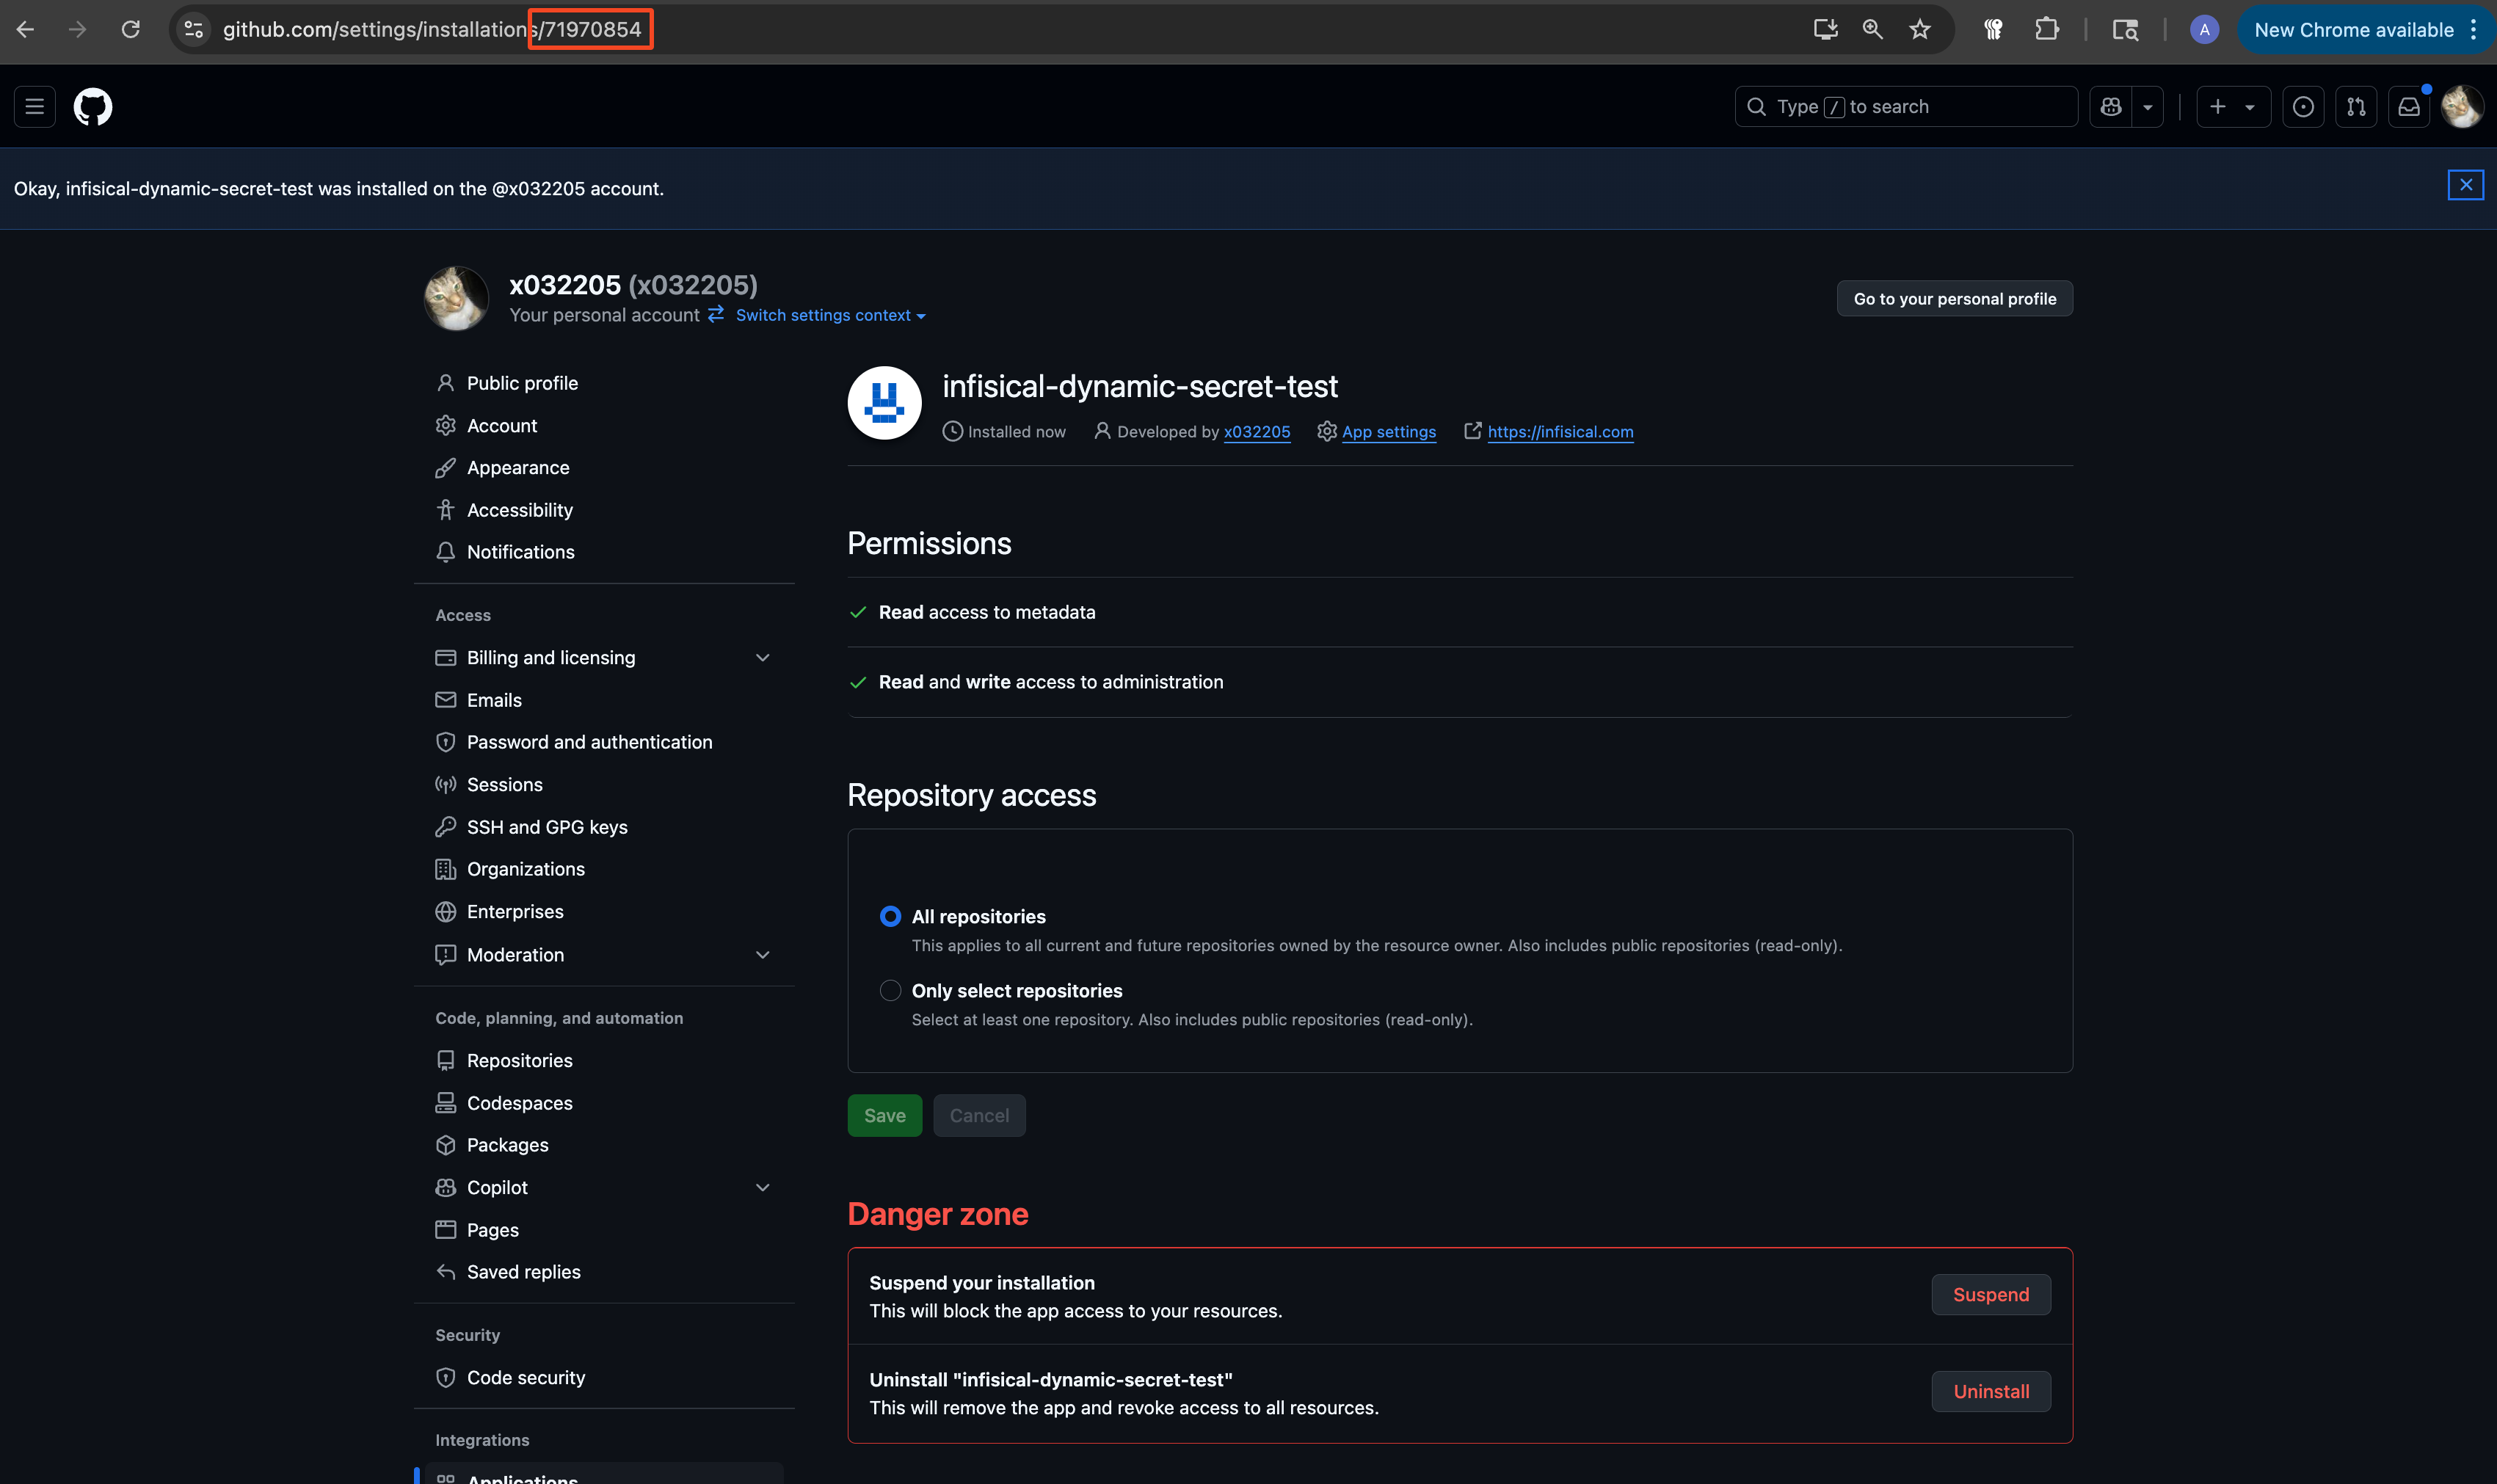 github.com/settings/installations/71970854
A
New Chrome available
Type / to search
Okay, infisical-dynamic-secret-test was installed on the @x032205 account.
x032205 (x032205)
Your personal account Switch settings context
Go to your personal profile
Public profile
Account
Appearance
Accessibility
Notifications
Access
Billing and licensing
Emails
Password and authentication
Sessions
SSH and GPG keys
Organizations
Enterprises
Moderation
Code, planning, and automation
Repositories
Codespaces
Packages
Copilot
Pages
Saved replies
Security
Code security
Integrations
Applications
infisical-dynamic-secret-test
Installed now Developed by x032205 App settings https://infisical.com
Permissions
Read access to metadata
Read and write access to administration
Repository access
All repositories
This applies to all current and future repositories owned by the resource owner. Also includes public repositories (read-only).
Only select repositories
Select at least one repository. Also includes public repositories (read-only).
Save Cancel
Danger zone
Suspend your installation
This will block the app access to your resources.
Suspend
Uninstall "infisical-dynamic-secret-test"
This will remove the app and revoke access to all resources.
Uninstall